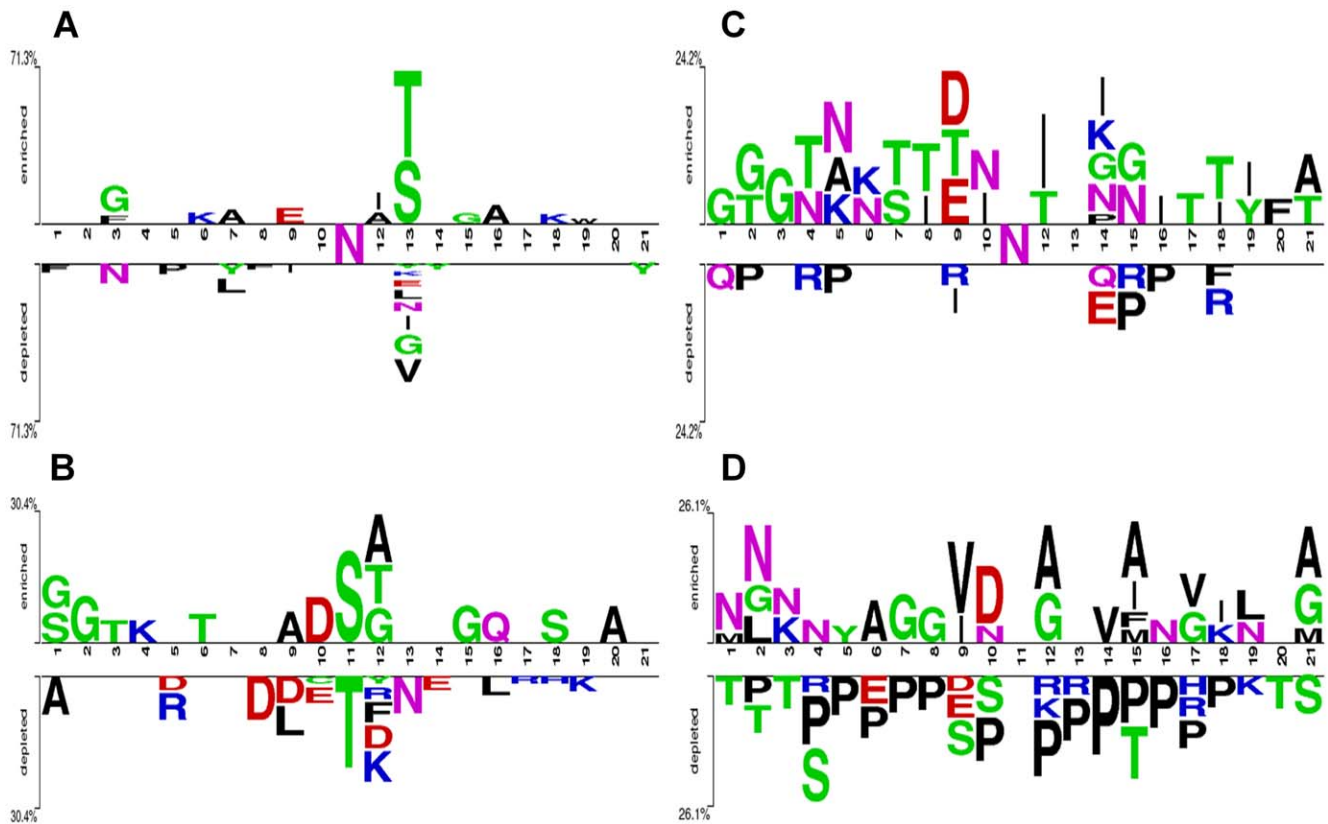 A
71.3%
enriched
T
S
G
F
K
A
E
I
A
G
A
K
W
1 2 3 4 5 6 7 8 9 10 N 12 13 14 15 16 17 18 19 20 21
depleted
N
P
Y
L
E
L
N
I
G
V
Y
71.3%
C
24.2%
enriched
G
G T
G
T N
N A K
K N
T S
T I
D T E
N I
I T
I K G N P
G N
I
T
T I
I Y
F
A T
1 2 3 4 5 6 7 8 9 10 N 12 13 14 15 16 17 18 19 20 21
depleted
Q P R P R I Q E R P P F R
24.2%
B
30.4%
enriched
G S
G
T
K
T
A
D
S
A T G
G
Q
S
A
1 2 3 4 5 6 7 8 9 10 11 12 13 14 15 16 17 18 19 20 21
depleted
A
D R
D
D L
G E
T
Y R F D K
N
E
L
R
H
K
30.4%
D
26.1%
enriched
N M
N G L
N K
N
Y
A
G
G
V I
D N
A G
V
A I F M
N
V G
I K
L N
A G M
1 2 3 4 5 6 7 8 9 10 11 12 13 14 15 16 17 18 19 20 21
depleted
T
P T
T
R P S
P
E P
P
P
D E S
S P
R K P
R P
P
P T
P
H R P
P
K
T
S
26.1%